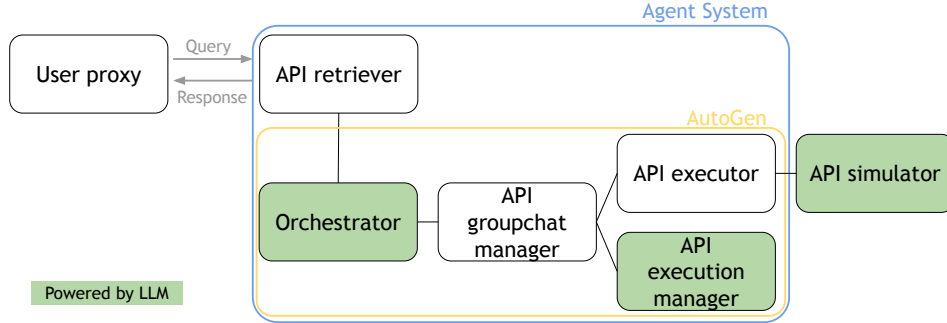 Agent System
Query
User proxy
API retriever
Response
AutoGen
API executor
API simulator
Orchestrator
API
groupchat
manager
API
execution
manager
Powered by LLM